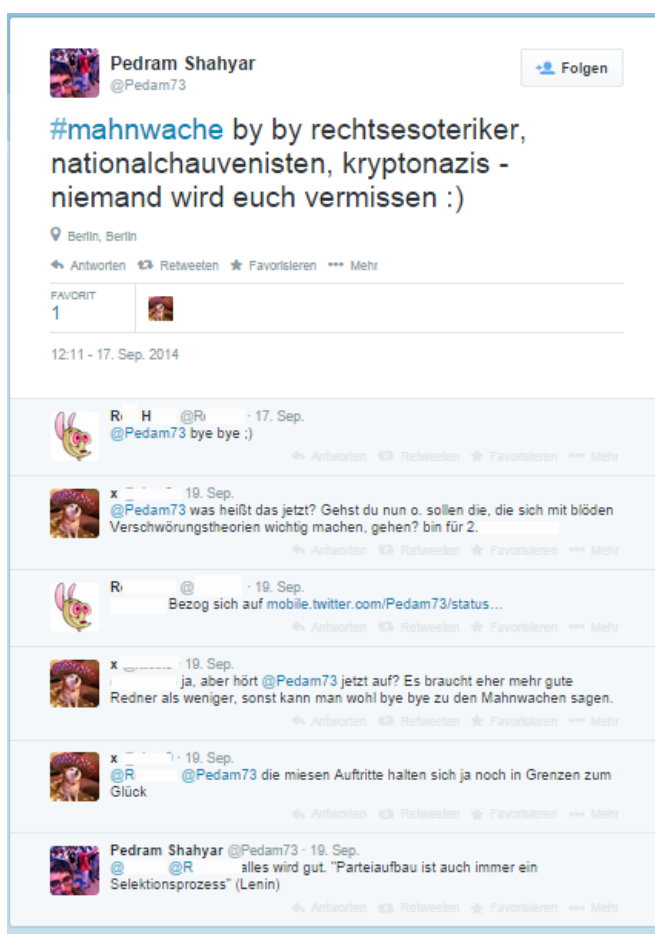 Pedram Shahyar
@Pedam73
Folgen
#mahnwache by by rechtsesoteriker,
nationalchauvenisten, kryptonazis -
niemand wird euch vermissen :)
Berlin, Berlin
Antworten Retweeten Favorisieren Mehr
FAVORIT
1
12:11 - 17. Sep. 2014
R H @R · 17. Sep.
@Pedam73 bye bye ;)
Antworten Retweeten Favorisieren Mehr
x 19. Sep.
@Pedam73 was heißt das jetzt? Gehst du nun o. sollen die, die sich mit blöden
Verschwörungstheorien wichtig machen, gehen? bin für 2.
Antworten Retweeten Favorisieren Mehr
R @ · 19. Sep.
Bezog sich auf mobile.twitter.com/Pedam73/status…
Antworten Retweeten Favorisieren Mehr
x · 19. Sep.
ja, aber hört @Pedam73 jetzt auf? Es braucht eher mehr gute
Redner als weniger, sonst kann man wohl bye bye zu den Mahnwachen sagen.
Antworten Retweeten Favorisieren Mehr
x · 19. Sep.
@R @Pedam73 die miesen Auftritte halten sich ja noch in Grenzen zum
Glück
Antworten Retweeten Favorisieren Mehr
Pedram Shahyar @Pedam73 · 19. Sep.
@ @R alles wird gut. "Parteiaufbau ist auch immer ein
Selektionsprozess" (Lenin)
Antworten Retweeten Favorisieren Mehr